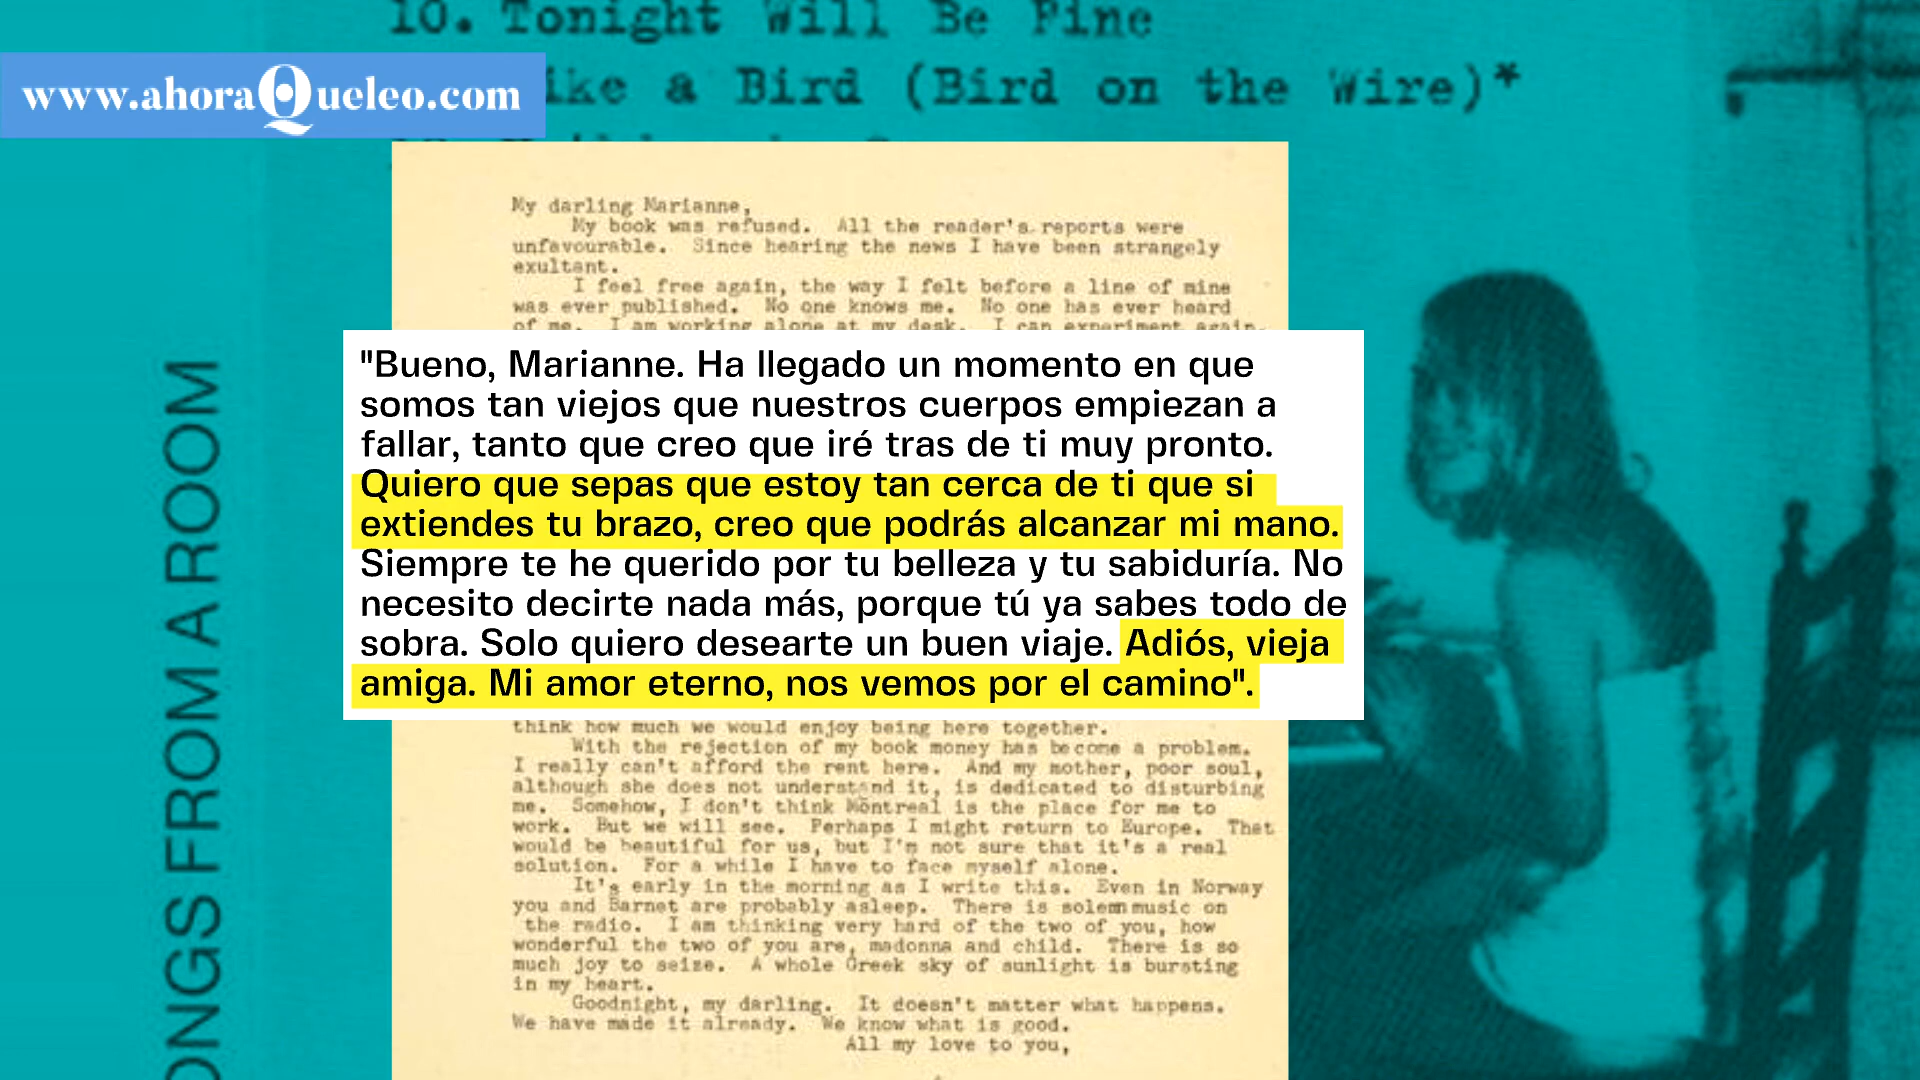 10. Tonight Will Be Fine
www.ahoraQueleo.com
ike a Bird (Bird on the Wire)*
My darling Marianne,
My book was refused. All the reader's reports were
unfavourable. Since hearing the news I have been strangely
exultant.
I feel free again, the way I felt before a line of mine
was ever published. No one knows me. No one has ever heard
of me. I am working alone at my desk. I can experiment again.
"Bueno, Marianne. Ha llegado un momento en que
somos tan viejos que nuestros cuerpos empiezan a
fallar, tanto que creo que iré tras de ti muy pronto.
Quiero que sepas que estoy tan cerca de ti que si
extiendes tu brazo, creo que podrás alcanzar mi mano.
Siempre te he querido por tu belleza y tu sabiduría. No
necesito decirte nada más, porque tú ya sabes todo de
sobra. Solo quiero desearte un buen viaje. Adiós, vieja
amiga. Mi amor eterno, nos vemos por el camino".
think how much we would enjoy being here together.
With the rejection of my book money has become a problem.
I really can't afford the rent here. And my mother, poor soul,
although she does not understand it, is dedicated to disturbing
me. Somehow, I don't think Montreal is the place for me to
work. But we will see. Perhaps I might return to Europe. That
would be beautiful for us, but I'm not sure that it's a real
solution. For a while I have to face myself alone.
It's early in the morning as I write this. Even in Norway
you and Barnet are probably asleep. There is solemn music on
the radio. I am thinking very hard of the two of you, how
wonderful the two of you are, madonna and child. There is so
much joy to seize. A whole Greek sky of sunlight is bursting
in my heart.
Goodnight, my darling. It doesn't matter what happens.
We have made it already. We know what is good.
All my love to you,
ONGS FROM A ROOM